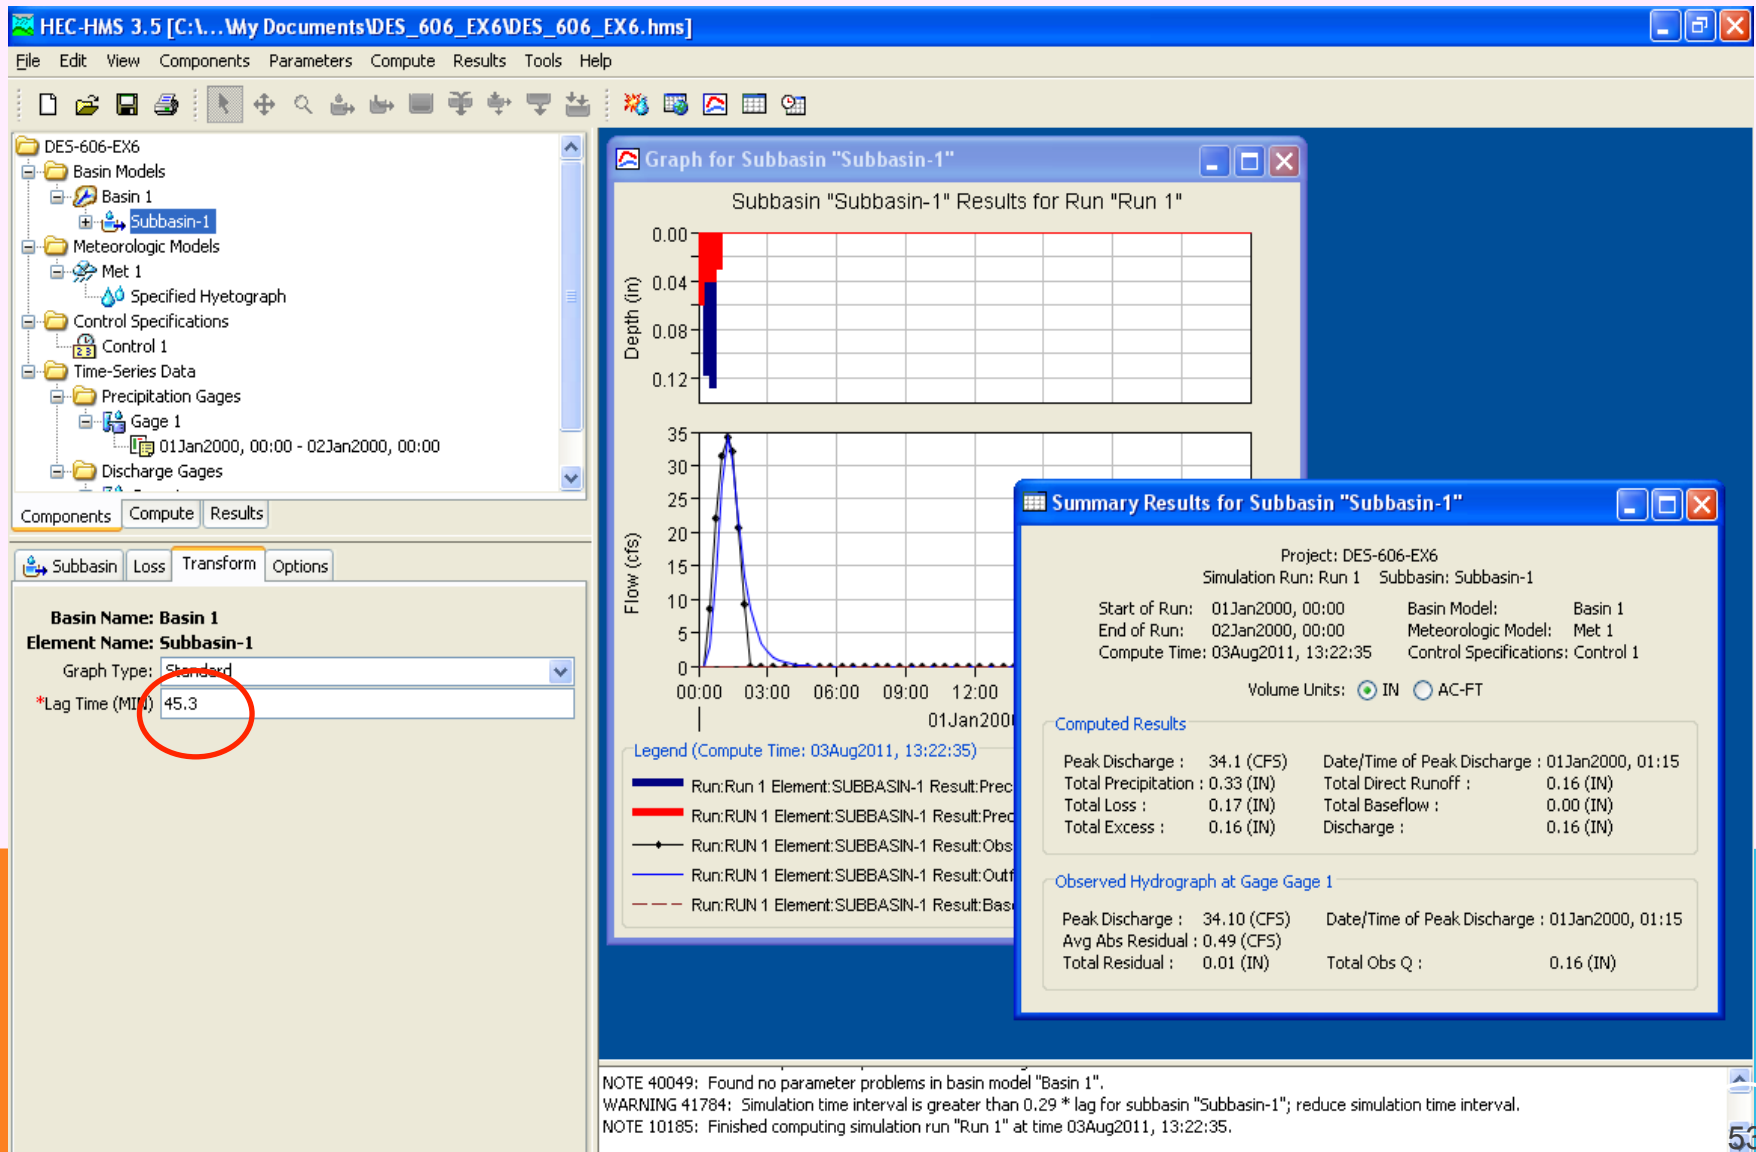 HEC-HMS 3.5 [C:\...\My Documents\DES_606_EX6\DES_606_EX6.hms]
File Edit View Components Parameters Compute Results Tools Help
DES-606-EX6
Basin Models
Basin 1
Subbasin-1
Meteorologic Models
Met 1
Specified Hyetograph
Control Specifications
Control 1
Time-Series Data
Precipitation Gages
Gage 1
01Jan2000, 00:00 - 02Jan2000, 00:00
Discharge Gages
Components Compute Results
Subbasin Loss Transform Options
Basin Name: Basin 1
Element Name: Subbasin-1
Graph Type: Standard
*Lag Time (MIN) 45.3
Graph for Subbasin "Subbasin-1"
Subbasin "Subbasin-1" Results for Run "Run 1"
0.00
0.04
0.08
0.12
Depth (in)
35
30
25
20
15
10
5
0
Flow (cfs)
00:00 03:00 06:00 09:00 12:00
01Jan200
Legend (Compute Time: 03Aug2011, 13:22:35)
Run:Run 1 Element:SUBBASIN-1 Result:Prec
Run:RUN 1 Element:SUBBASIN-1 Result:Prec
Run:RUN 1 Element:SUBBASIN-1 Result:Obs
Run:RUN 1 Element:SUBBASIN-1 Result:Outf
Run:RUN 1 Element:SUBBASIN-1 Result:Bas
Summary Results for Subbasin "Subbasin-1"
Project: DES-606-EX6
Simulation Run: Run 1 Subbasin: Subbasin-1
Start of Run: 01Jan2000, 00:00 Basin Model: Basin 1
End of Run: 02Jan2000, 00:00 Meteorologic Model: Met 1
Compute Time: 03Aug2011, 13:22:35 Control Specifications: Control 1
Volume Units: IN AC-FT
Computed Results
Peak Discharge : 34.1 (CFS) Date/Time of Peak Discharge : 01Jan2000, 01:15
Total Precipitation : 0.33 (IN) Total Direct Runoff : 0.16 (IN)
Total Loss : 0.17 (IN) Total Baseflow : 0.00 (IN)
Total Excess : 0.16 (IN) Discharge : 0.16 (IN)
Observed Hydrograph at Gage Gage 1
Peak Discharge : 34.10 (CFS) Date/Time of Peak Discharge : 01Jan2000, 01:15
Avg Abs Residual : 0.49 (CFS)
Total Residual : 0.01 (IN) Total Obs Q : 0.16 (IN)
NOTE 40049: Found no parameter problems in basin model "Basin 1".
WARNING 41784: Simulation time interval is greater than 0.29 * lag for subbasin "Subbasin-1"; reduce simulation time interval.
NOTE 10185: Finished computing simulation run "Run 1" at time 03Aug2011, 13:22:35.
53